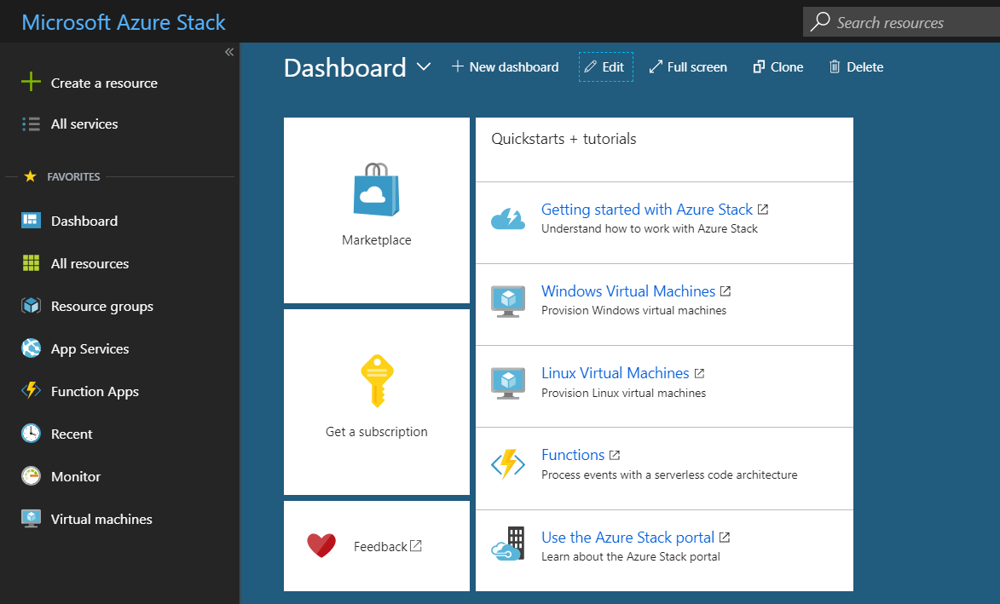 Microsoft Azure Stack
Search resources
Create a resource
All services
FAVORITES
Dashboard
All resources
Resource groups
App Services
Function Apps
Recent
Monitor
Virtual machines
Dashboard
New dashboard
Edit
Full screen
Clone
Delete
Marketplace
Get a subscription
Feedback
Quickstarts + tutorials
Getting started with Azure Stack
Understand how to work with Azure Stack
Windows Virtual Machines
Provision Windows virtual machines
Linux Virtual Machines
Provision Linux virtual machines
Functions
Process events with a serverless code architecture
Use the Azure Stack portal
Learn about the Azure Stack portal